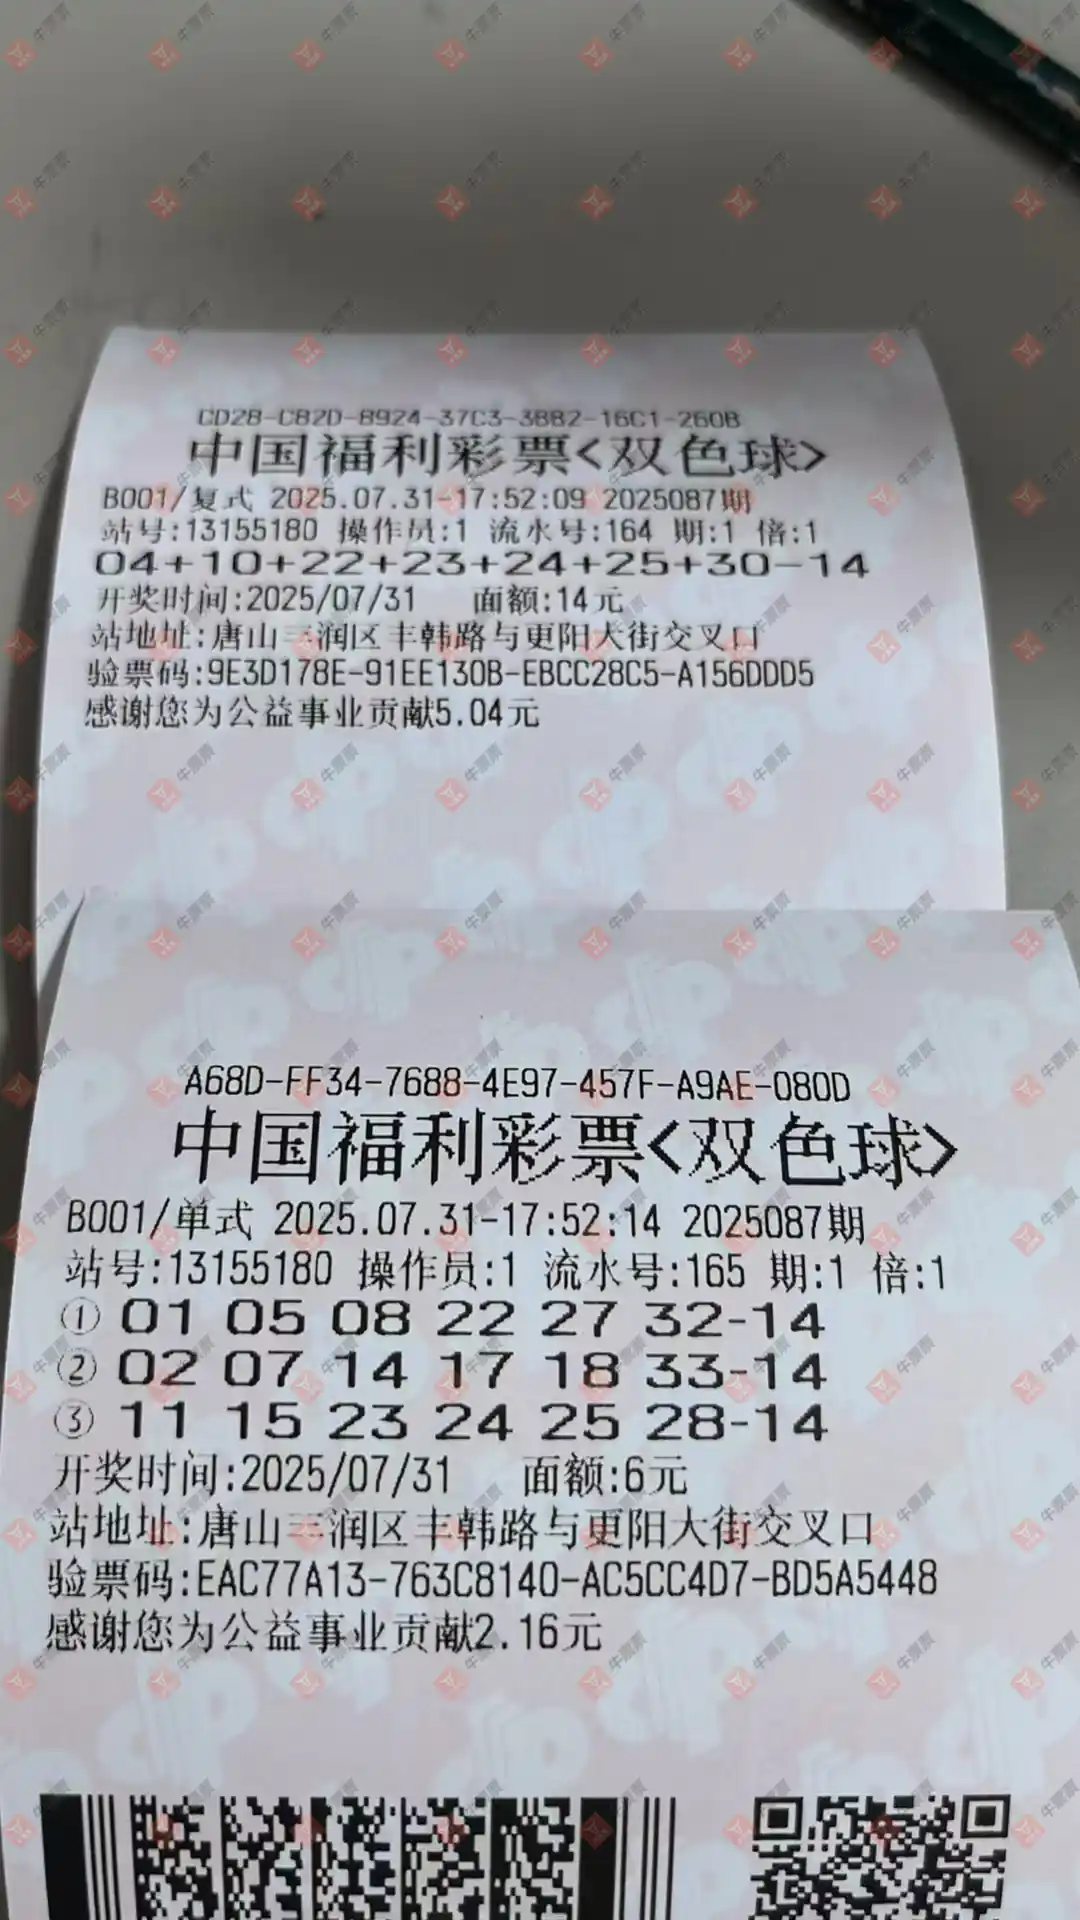 CD28-C82D-8924-37C3-3BB2-16C1-260B
中国福利彩票<双色球>
B001/复式 2025.07.31-17:52:09 2025087期
站号:13155180 操作员:1 流水号:164 期:1 倍:1
04+10+22+23+24+25+30-14
开奖时间:2025/07/31 面额:14元
站地址:唐山三润区丰韩路与更阳大街交叉口
验票码:9E3D178E-91EE130B-EBCC28C5-A156DDD5
感谢您为公益事业贡献5.04元
A68D-FF34-7688-4E97-457F-A9AE-080D
中国福利彩票<双色球>
B001/单式 2025.07.31-17:52:14 2025087期
站号:13155180 操作员:1 流水号:165 期:1 倍:1
① 01 05 08 22 27 32-14
② 02 07 14 17 18 33-14
③ 11 15 23 24 25 28-14
开奖时间:2025/07/31 面额:6元
站地址:唐山三润区丰韩路与更阳大街交叉口
验票码:EAC77A13-763C8140-AC5CC4D7-BD5A5448
感谢您为公益事业贡献2.16元